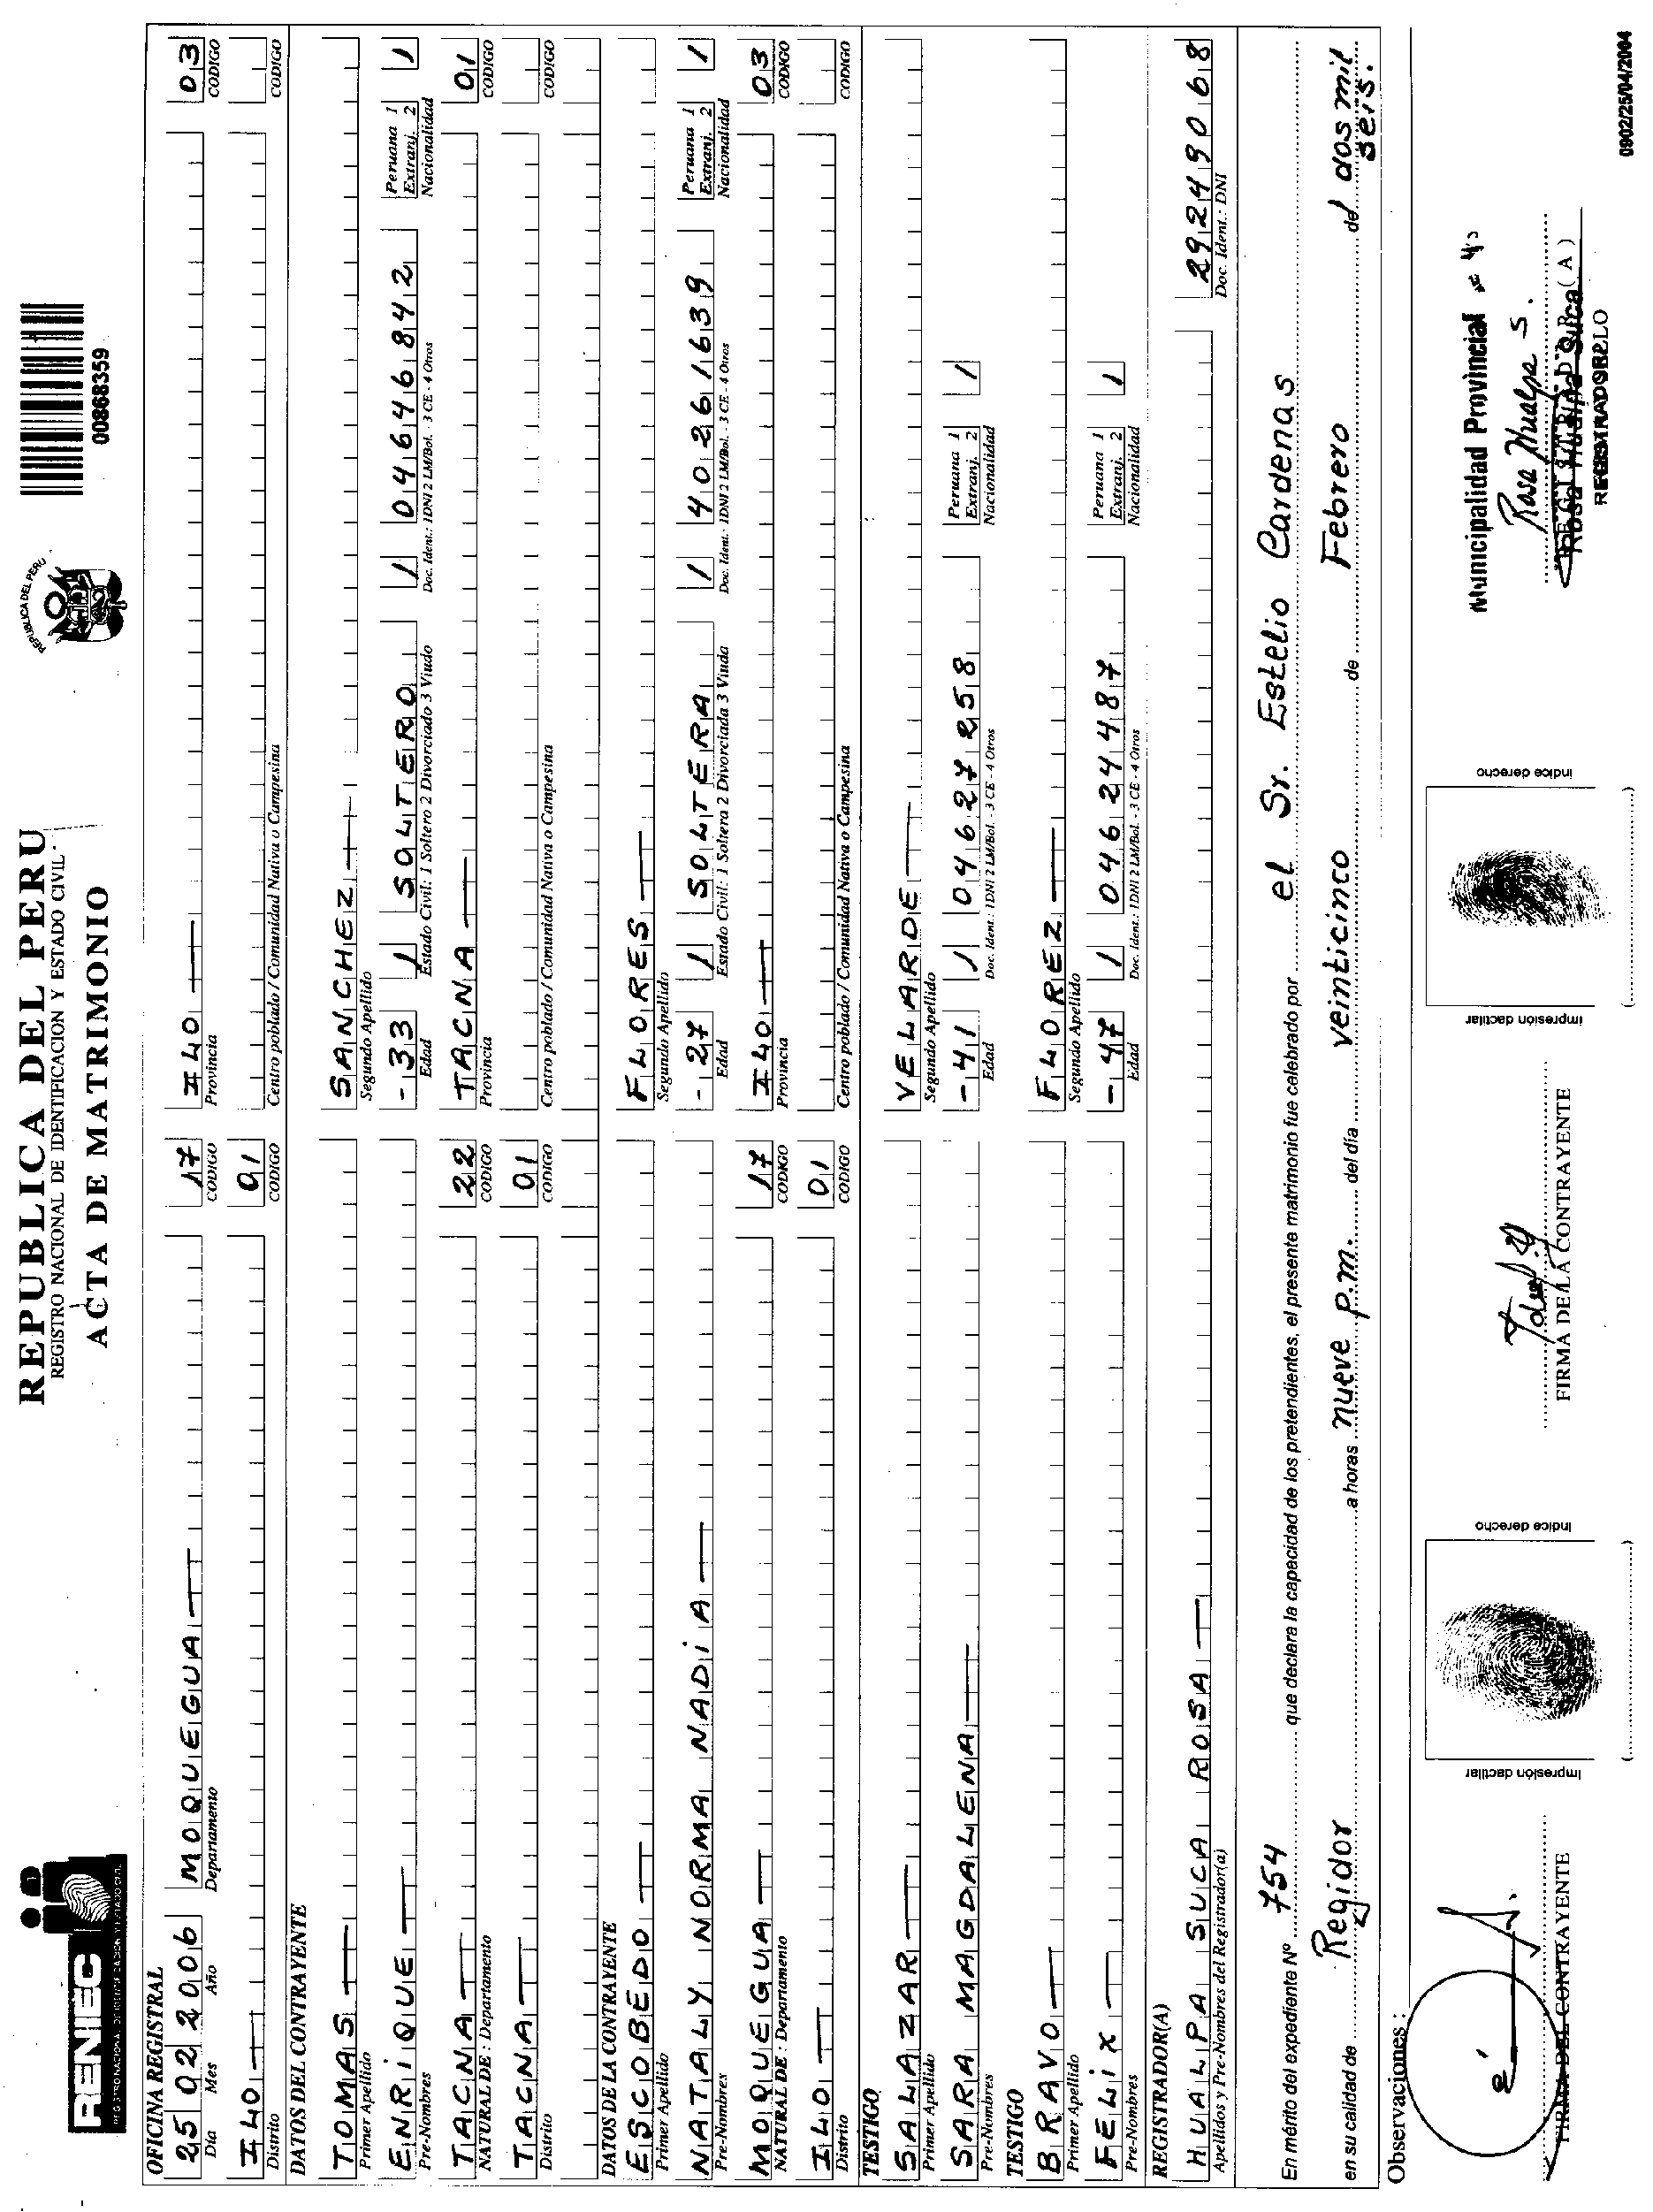 RENIEC
REGISTRO NACIONAL DE IDENTIFICACION Y ESTADO CIVIL
REPUBLICA DEL PERU
REGISTRO NACIONAL DE IDENTIFICACION Y ESTADO CIVIL
ACTA DE MATRIMONIO
REPUBLICA DEL PERU
00868359
OFICINA REGISTRAL
25 02 2006 MOQUEGUA 17 ILO 03
Día Mes Año Departamento CODIGO Provincia CODIGO
ILO 01
Distrito CODIGO Centro poblado / Comunidad Nativa o Campesina CODIGO
DATOS DEL CONTRAYENTE
TOMAS SANCHEZ
Primer Apellido Segundo Apellido
ENRIQUE -33 1 SOLTERO 1 04646842 Peruana 1 Extranj. 2 1
Pre-Nombres Edad Estado Civil: 1 Soltero 2 Divorciado 3 Viudo Doc. Ident.: 1DNI 2 LM/Bol. - 3 CE - 4 Otros Nacionalidad
TACNA 22 TACNA 01
NATURAL DE : Departamento CODIGO Provincia CODIGO
TACNA 01
Distrito CODIGO Centro poblado / Comunidad Nativa o Campesina CODIGO
DATOS DE LA CONTRAYENTE
ESCOBEDO FLORES
Primer Apellido Segundo Apellido
NATALY NORMA NADIA -27 1 SOLTERA 1 40261639 Peruana 1 Extranj. 2 1
Pre-Nombres Edad Estado Civil: 1 Soltera 2 Divorciada 3 Viuda Doc. Ident.: 1DNI 2 LM/Bol. - 3 CE - 4 Otros Nacionalidad
MOQUEGUA 17 ILO 03
NATURAL DE : Departamento CODIGO Provincia CODIGO
ILO 01
Distrito CODIGO Centro poblado / Comunidad Nativa o Campesina CODIGO
TESTIGO
SALAZAR VELARDE
Primer Apellido Segundo Apellido
SARA MAGDALENA -41 1 04627258 Peruana 1 Extranj. 2 1
Pre-Nombres Edad Doc. Ident.: 1DNI 2 LM/Bol. - 3 CE - 4 Otros Nacionalidad
TESTIGO
BRAVO FLOREZ
Primer Apellido Segundo Apellido
FELIX -47 1 04624487 Peruana 1 Extranj. 2 1
Pre-Nombres Edad Doc. Ident.: 1DNI 2 LM/Bol. - 3 CE - 4 Otros Nacionalidad
REGISTRADOR(A)
HUALPA SUCA ROSA 29249068
Apellidos y Pre-Nombres del Registrador(a) Doc. Ident.: DNI
En mérito del expediente Nº 754 que declara la capacidad de los pretendientes, el presente matrimonio fue celebrado por el Sr. Estelio Cardenas
en su calidad de Regidor a horas nueve p.m. del día veinticinco de Febrero del dos mil seis.
Observaciones :
FIRMA DEL CONTRAYENTE
Impresión dactilar
Indice derecho
FIRMA DE LA CONTRAYENTE
Impresión dactilar
Indice derecho
Municipalidad Provincial
Rosa Hualpa S.
Rosa Hualpa Suca
0902/25/04/2004